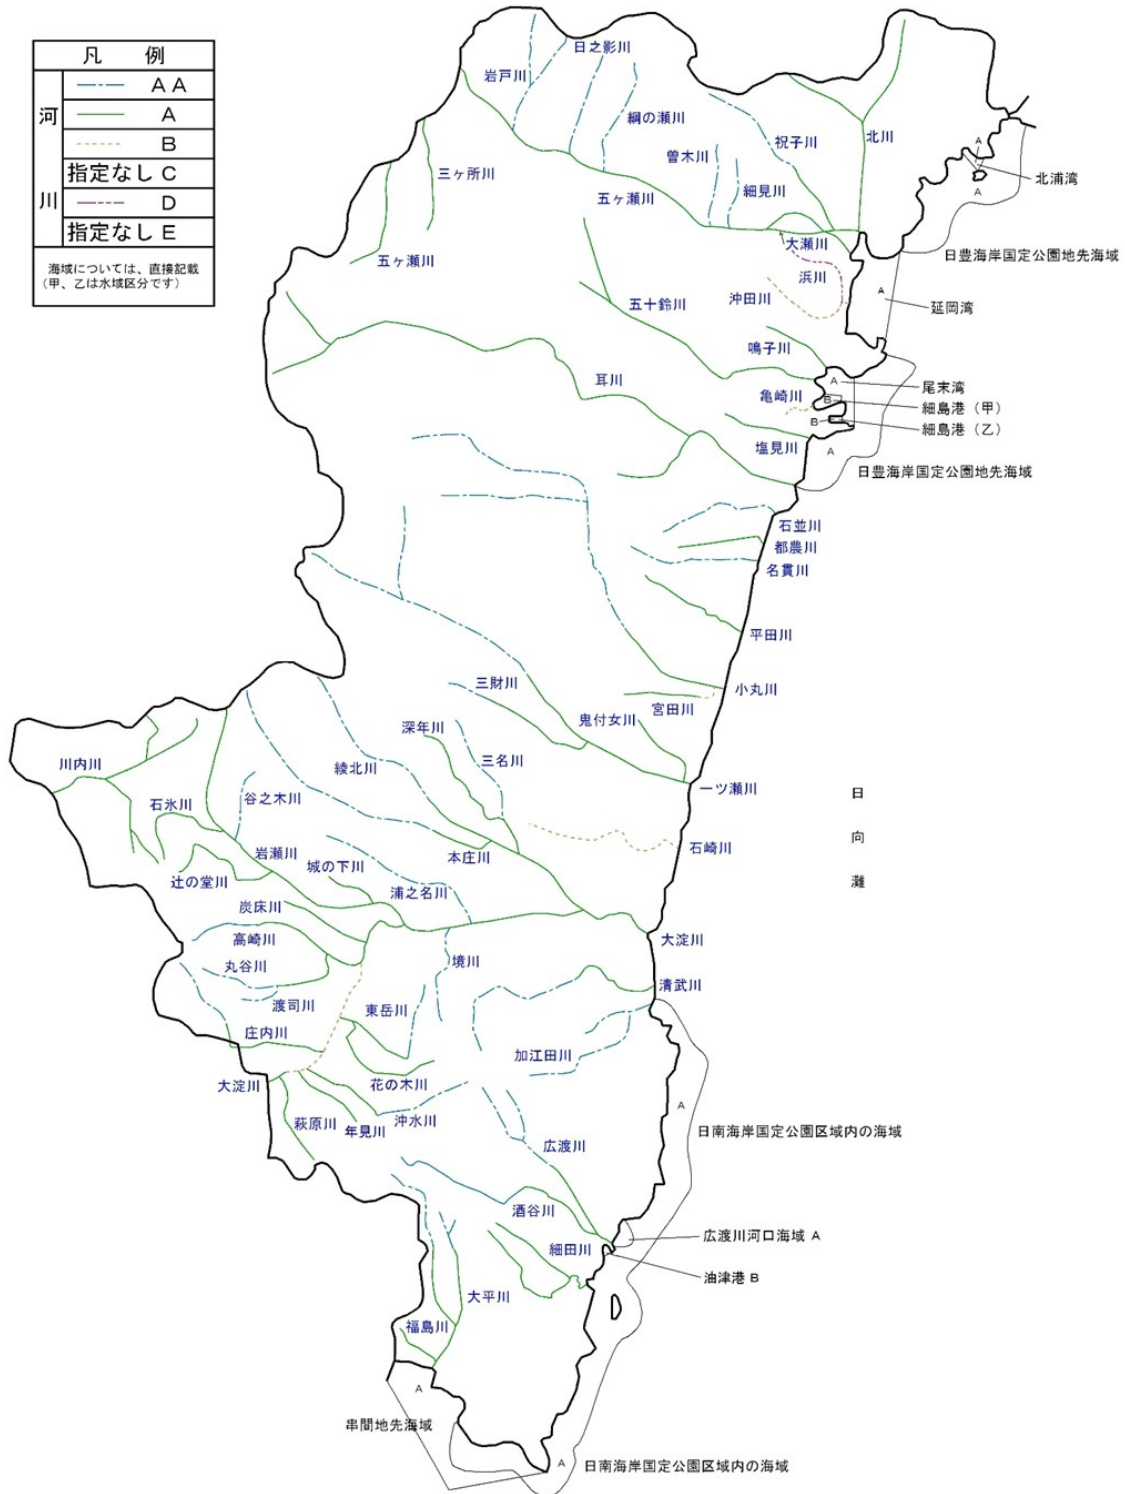 凡 例
河川
A A
A
B
指定なし C
D
指定なし E
海域については、直接記載
(甲、乙は水域区分です)
日之影川
岩戸川
綱の瀬川
祝子川
北川
曽木川
三ヶ所川
細見川
五ヶ瀬川
A
北浦湾
A
大瀬川
日豊海岸国定公園地先海域
五ヶ瀬川
浜川
沖田川
A
五十鈴川
延岡湾
鳴子川
耳川
A
尾末湾
亀崎川
B
細島港(甲)
B
細島港(乙)
塩見川
A
日豊海岸国定公園地先海域
石並川
都農川
名貫川
平田川
三財川
小丸川
宮田川
鬼付女川
深年川
三名川
川内川
綾北川
一ツ瀬川
日
向
灘
谷之木川
石氷川
石崎川
岩瀬川
本庄川
城の下川
辻の堂川
浦之名川
炭床川
高崎川
大淀川
境川
丸谷川
清武川
渡司川
東岳川
庄内川
加江田川
大淀川
花の木川
A
萩原川
年見川
沖水川
日南海岸国定公園区域内の海域
広渡川
酒谷川
広渡川河口海域 A
細田川
油津港 B
大平川
福島川
A
串間地先海域
A
日南海岸国定公園区域内の海域